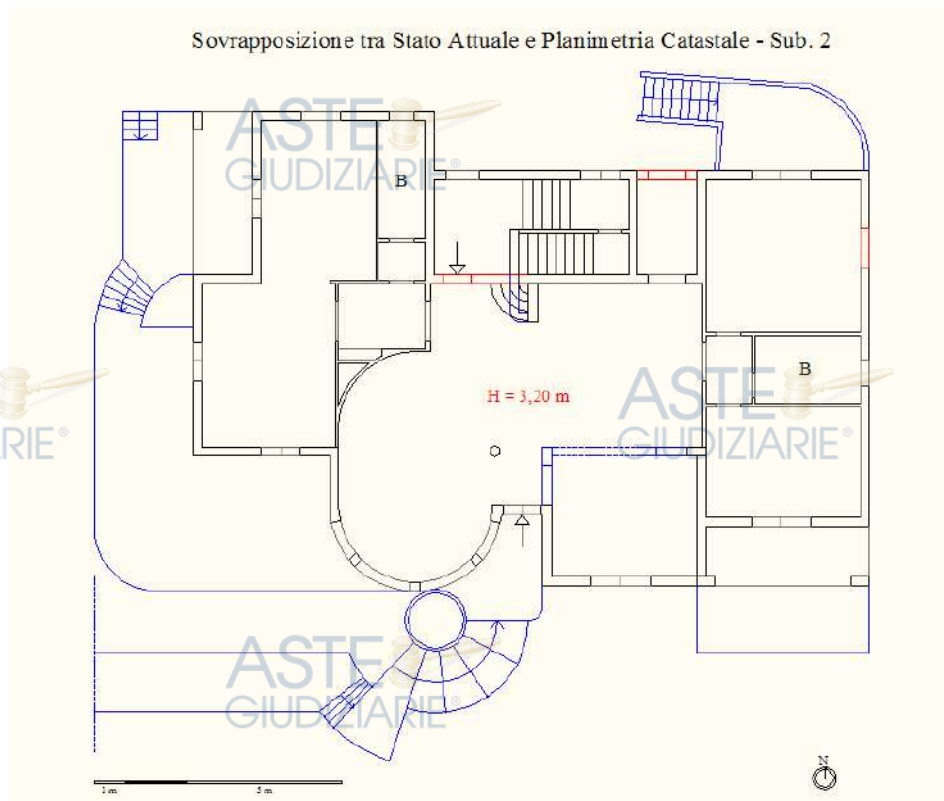 Sovrapposizione tra Stato Attuale e Planimetria Catastale - Sub. 2
ASTE
GIUDIZIARIE®
B
H = 3,20 m
B
ASTE
GIUDIZIARIE®
RIE®
ASTE
GIUDIZIARIE®
N
1 m
5 m